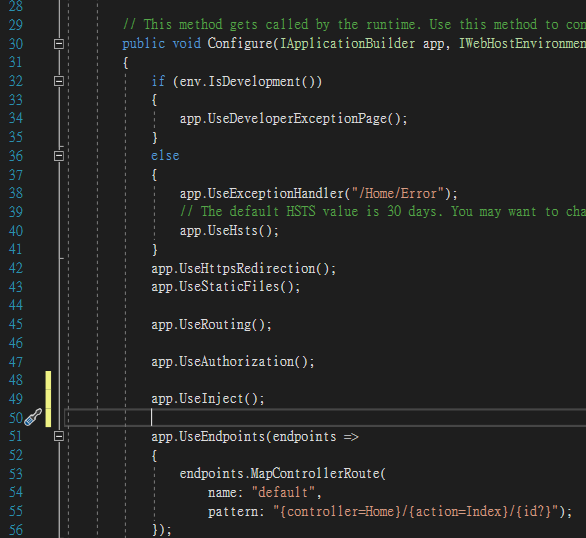 28
29 // This method gets called by the runtime. Use this method to con
30 public void Configure(IApplicationBuilder app, IWebHostEnvironmen
31 {
32 if (env.IsDevelopment())
33 {
34 app.UseDeveloperExceptionPage();
35 }
36 else
37 {
38 app.UseExceptionHandler("/Home/Error");
39 // The default HSTS value is 30 days. You may want to cha
40 app.UseHsts();
41 }
42 app.UseHttpsRedirection();
43 app.UseStaticFiles();
44
45 app.UseRouting();
46
47 app.UseAuthorization();
48
49 app.UseInject();
50
51 app.UseEndpoints(endpoints =>
52 {
53 endpoints.MapControllerRoute(
54 name: "default",
55 pattern: "{controller=Home}/{action=Index}/{id?}");
56 });